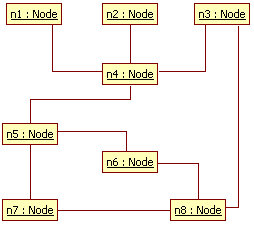 n1 : Node
n2 : Node
n3 : Node
n4 : Node
n5 : Node
n6 : Node
n7 : Node
n8 : Node